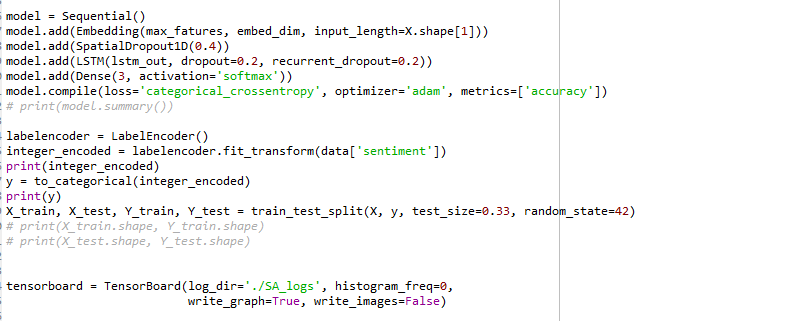 model = Sequential()
model.add(Embedding(max_fatures, embed_dim, input_length=X.shape[1]))
model.add(SpatialDropout1D(0.4))
model.add(LSTM(lstm_out, dropout=0.2, recurrent_dropout=0.2))
model.add(Dense(3, activation='softmax'))
model.compile(loss='categorical_crossentropy', optimizer='adam', metrics=['accuracy'])
# print(model.summary())
labelencoder = LabelEncoder()
integer_encoded = labelencoder.fit_transform(data['sentiment'])
print(integer_encoded)
y = to_categorical(integer_encoded)
print(y)
X_train, X_test, Y_train, Y_test = train_test_split(X, y, test_size=0.33, random_state=42)
# print(X_train.shape, Y_train.shape)
# print(X_test.shape, Y_test.shape)
tensorboard = TensorBoard(log_dir='./SA_logs', histogram_freq=0,
write_graph=True, write_images=False)